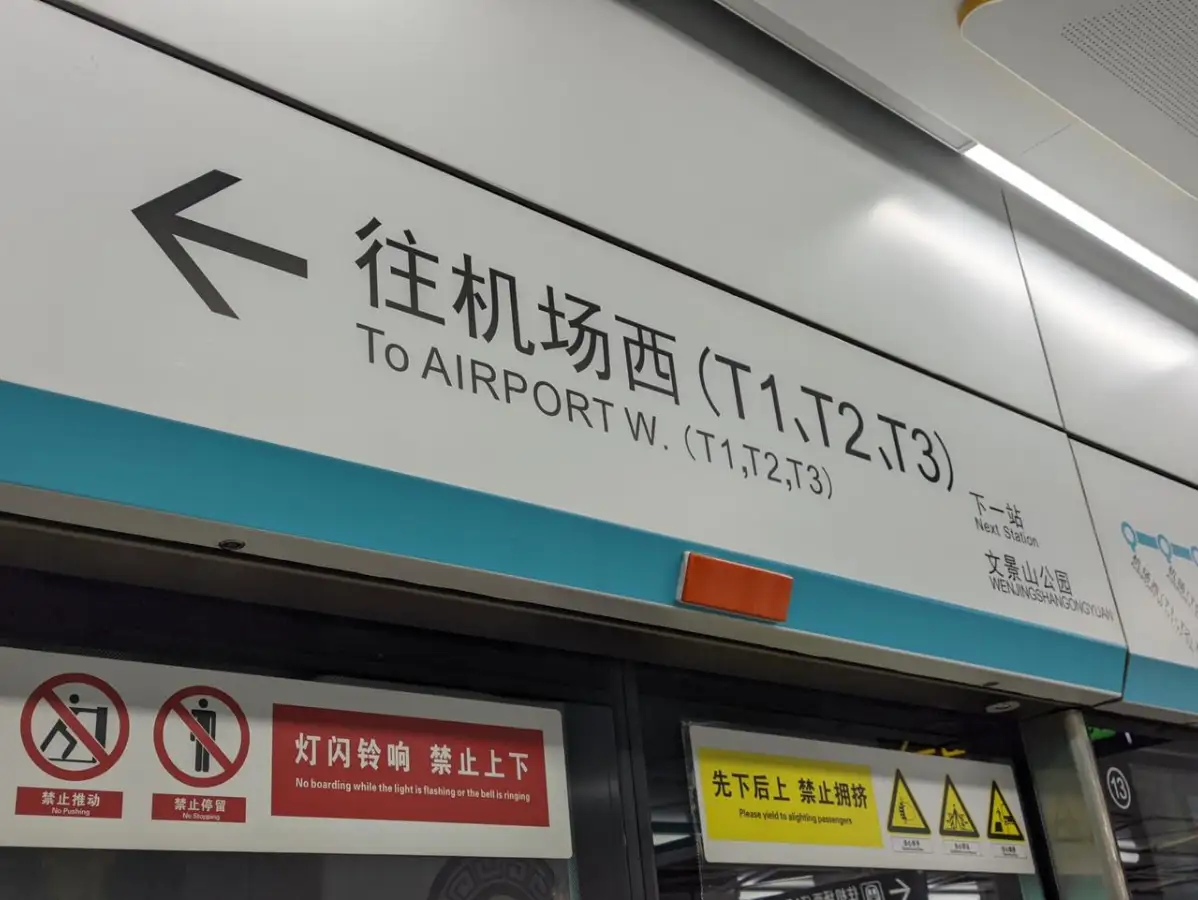 往机场西(T1、T2、T3)
To AIRPORT W. (T1,T2,T3)
下一站
Next Station
文景山公园
WENJINGSHANGONGYUAN
灯闪铃响 禁止上下
No boarding while the light is flashing or the bell is ringing
禁止推动
No Pushing
禁止停留
No Stopping
先下后上 禁止拥挤
Please yield to alighting passengers
13